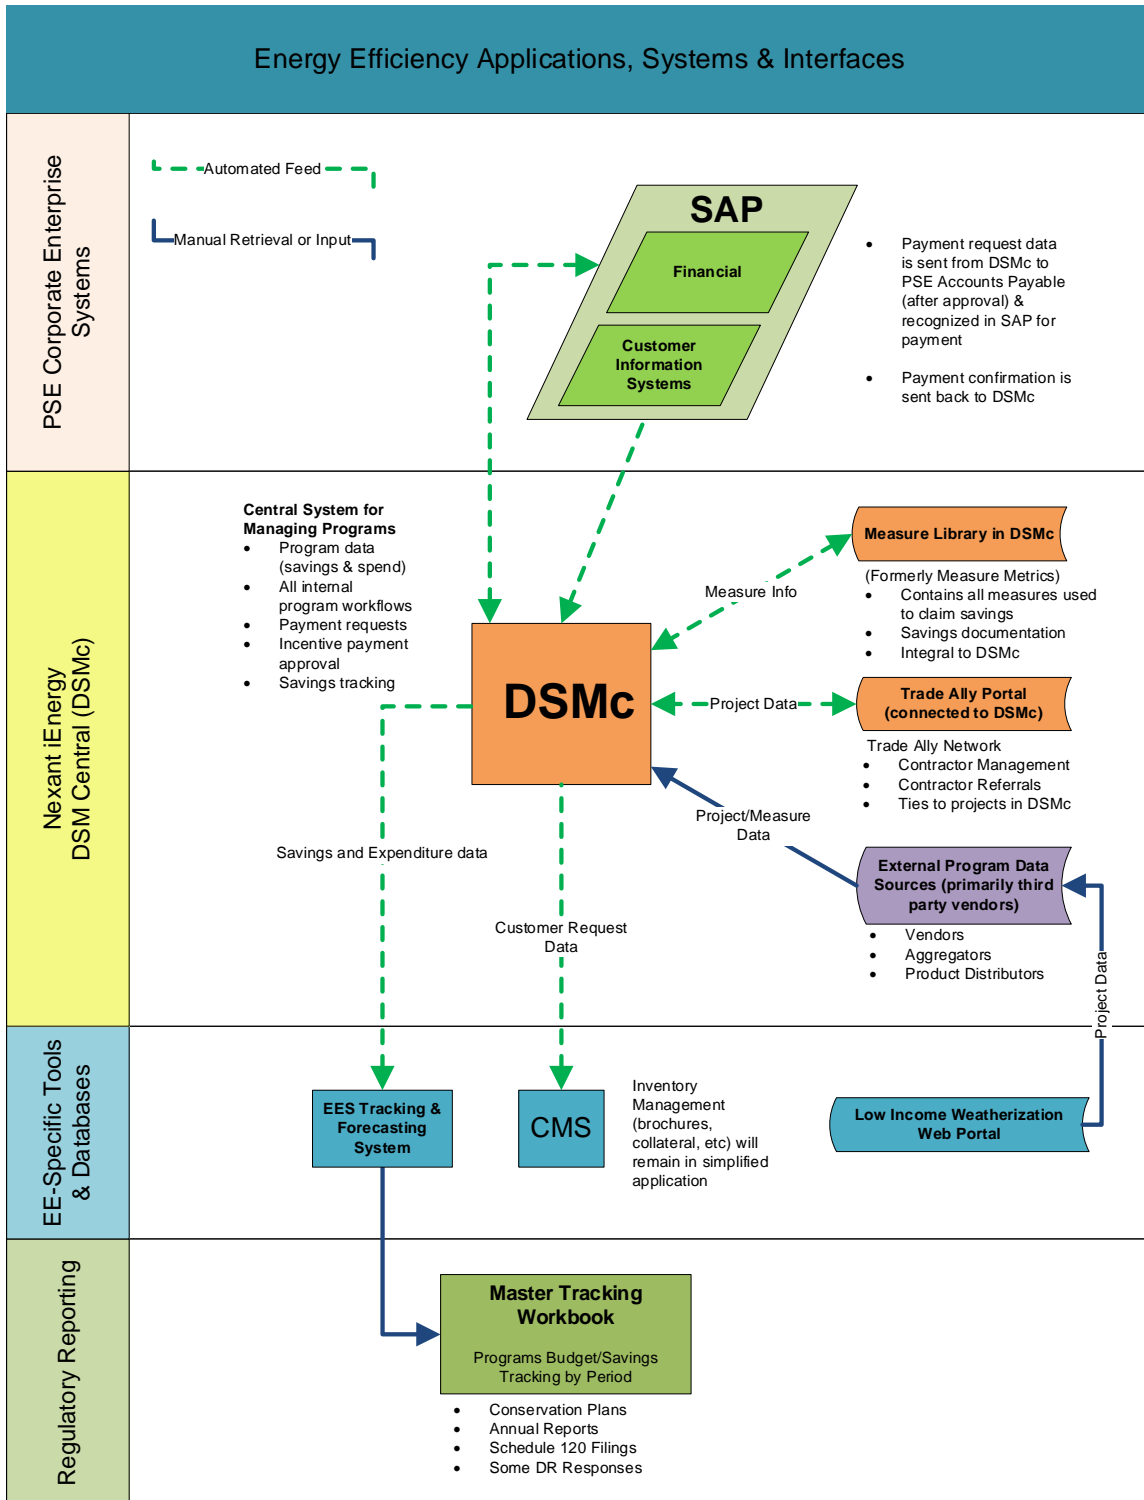 Energy Efficiency Applications, Systems & Interfaces
PSE Corporate Enterprise
Systems
Automated Feed
Manual Retrieval or Input
SAP
Financial
Customer
Information
Systems
• Payment request data
is sent from DSMc to
PSE Accounts Payable
(after approval) &
recognized in SAP for
payment
• Payment confirmation is
sent back to DSMc
Nexant iEnergy
DSM Central (DSMc)
Central System for
Managing Programs
• Program data
(savings & spend)
• All internal
program workflows
• Payment requests
• Incentive payment
approval
• Savings tracking
DSMc
Measure Info
Measure Library in DSMc
(Formerly Measure Metrics)
• Contains all measures used
to claim savings
• Savings documentation
• Integral to DSMc
Project Data
Trade Ally Portal
(connected to DSMc)
Trade Ally Network
• Contractor Management
• Contractor Referrals
• Ties to projects in DSMc
Project/Measure
Data
External Program Data
Sources (primarily third
party vendors)
• Vendors
• Aggregators
• Product Distributors
Savings and Expenditure data
Customer Request
Data
Project Data
EE-Specific Tools
& Databases
EES Tracking &
Forecasting
System
CMS
Inventory
Management
(brochures,
collateral, etc) will
remain in simplified
application
Low Income Weatherization
Web Portal
Regulatory Reporting
Master Tracking
Workbook
Programs Budget/Savings
Tracking by Period
• Conservation Plans
• Annual Reports
• Schedule 120 Filings
• Some DR Responses